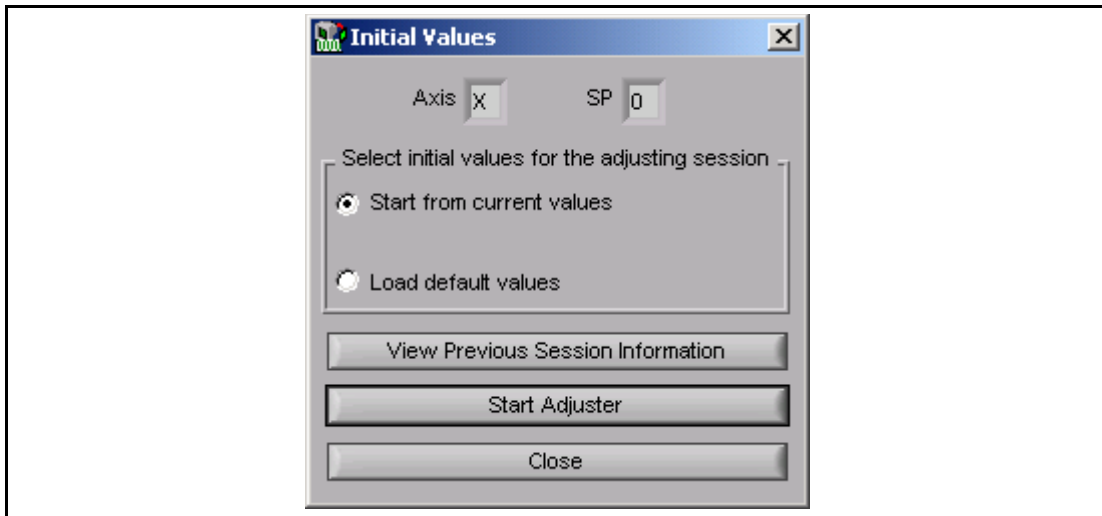 Initial Values
Axis X SP 0
Select initial values for the adjusting session
Start from current values
Load default values
View Previous Session Information
Start Adjuster
Close